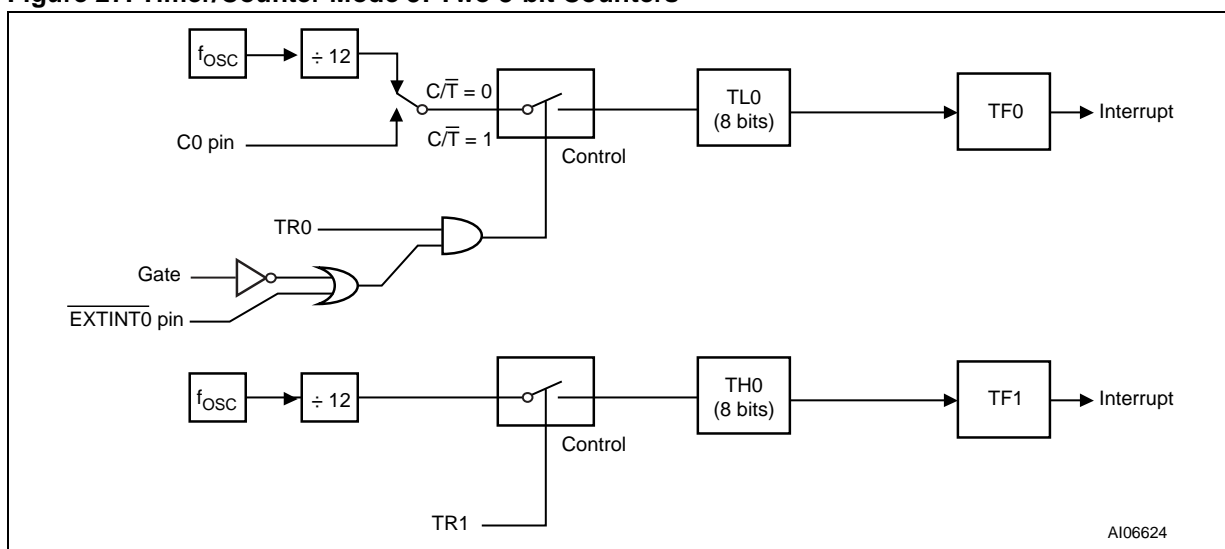 Figure 27. Timer/Counter Mode 3: Two 8-bit Counters
fOSC
÷ 12
C/T̅ = 0
C/T̅ = 1
C0 pin
Control
TL0
(8 bits)
TF0
Interrupt
TR0
Gate
E̅X̅T̅I̅N̅T̅0̅ pin
fOSC
÷ 12
Control
TH0
(8 bits)
TF1
Interrupt
TR1
AI06624